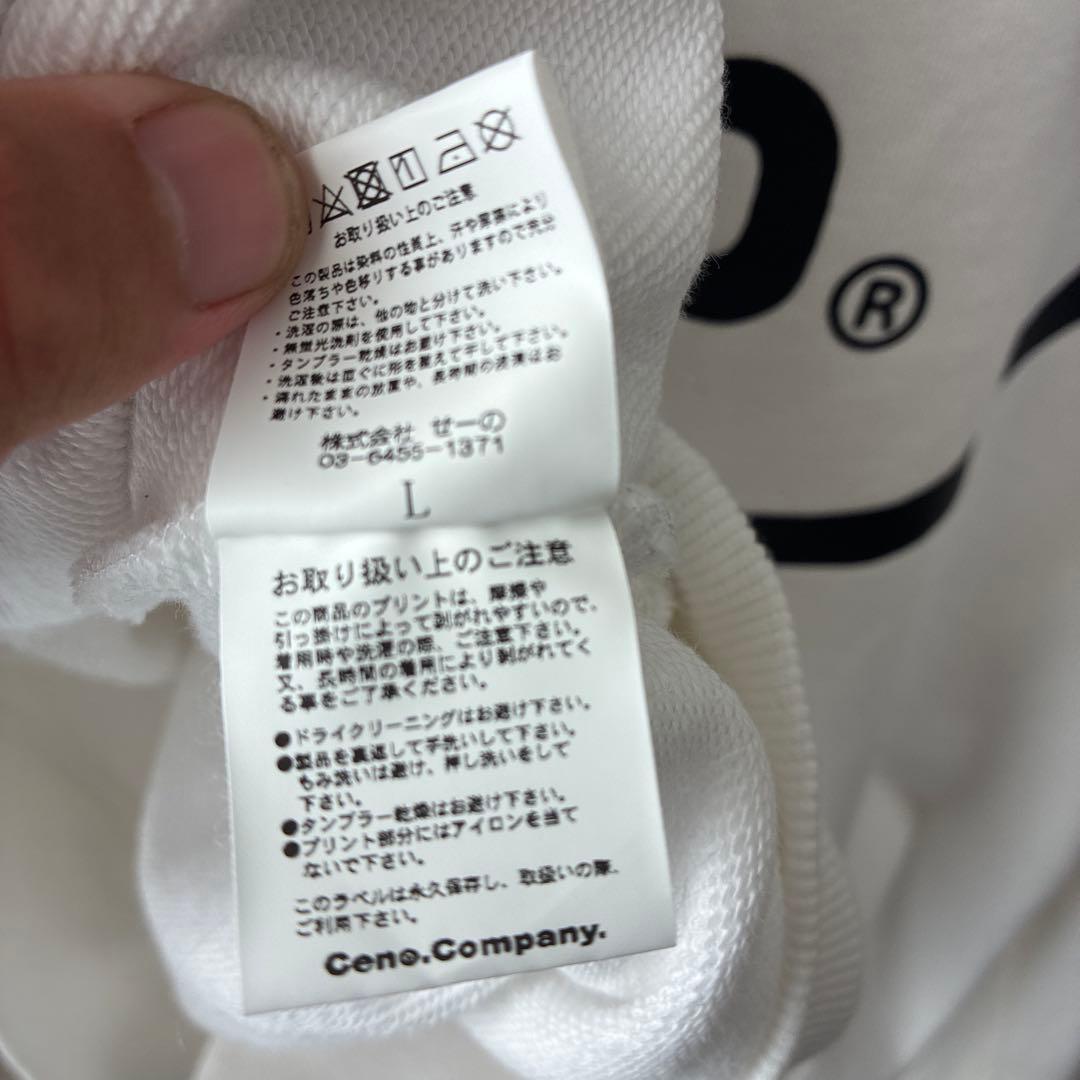 お取り扱い上のご注意
この製品は染料の性質上、汗や摩擦により
色落ちや色移りする事がありますので充分
ご注意下さい。
・洗濯の際は、他の物と分けて洗い下さい。
・無蛍光洗剤を使用して下さい。
・タンブラー乾燥はお避け下さい。
・洗濯後は直ぐに形を整えて干して下さい。
・濡れたままの放置や、長時間の浸漬はお
避け下さい。
株式会社 ぜーの
03-6455-1371
L
お取り扱い上のご注意
この商品のプリントは、摩擦や
引っ掛けによって剥がれやすいので、
着用時や洗濯の際、ご注意下さい。
又、長時間の着用により剥がれてく
る事をご了承ください。
●ドライクリーニングはお避け下さい。
●製品を裏返して手洗いして下さい。
もみ洗いは避け、押し洗いをして
下さい。
●タンブラー乾燥はお避け下さい。
●プリント部分にはアイロンを当て
ないで下さい。
このラベルは永久保存し、取扱いの際、
ご利用下さい。
Ceno.Company.
®